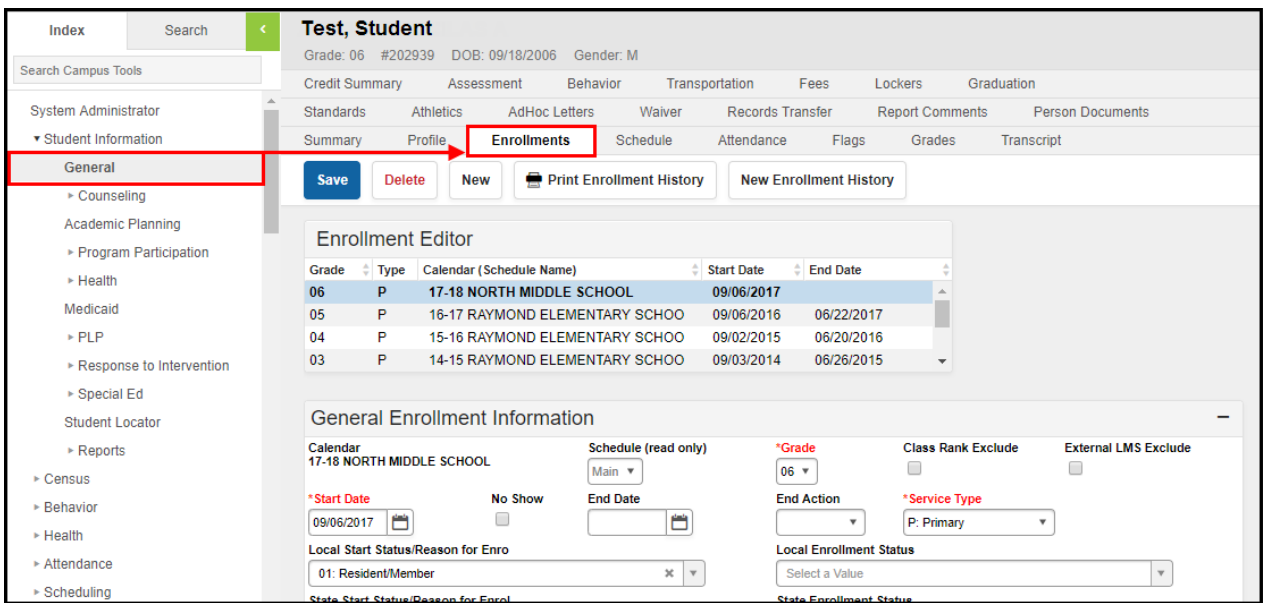 Index Search
Search Campus Tools
System Administrator
Student Information
General
Counseling
Academic Planning
Program Participation
Health
Medicaid
PLP
Response to Intervention
Special Ed
Student Locator
Reports
Census
Behavior
Health
Attendance
Scheduling
Test, Student
Grade: 06 #202939 DOB: 09/18/2006 Gender: M
Credit Summary Assessment Behavior Transportation Fees Lockers Graduation
Standards Athletics AdHoc Letters Waiver Records Transfer Report Comments Person Documents
Summary Profile Enrollments Schedule Attendance Flags Grades Transcript
Save Delete New Print Enrollment History New Enrollment History
Enrollment Editor
Grade Type Calendar (Schedule Name) Start Date End Date
06 P 17-18 NORTH MIDDLE SCHOOL 09/06/2017
05 P 16-17 RAYMOND ELEMENTARY SCHOO 09/06/2016 06/22/2017
04 P 15-16 RAYMOND ELEMENTARY SCHOO 09/02/2015 06/20/2016
03 P 14-15 RAYMOND ELEMENTARY SCHOO 09/03/2014 06/26/2015
General Enrollment Information
Calendar Schedule (read only) *Grade Class Rank Exclude External LMS Exclude
17-18 NORTH MIDDLE SCHOOL
Main 06
*Start Date No Show End Date End Action *Service Type
09/06/2017 P: Primary
Local Start Status/Reason for Enro Local Enrollment Status
01: Resident/Member Select a Value
State Start Status/Reason for Enrol State Enrollment Status